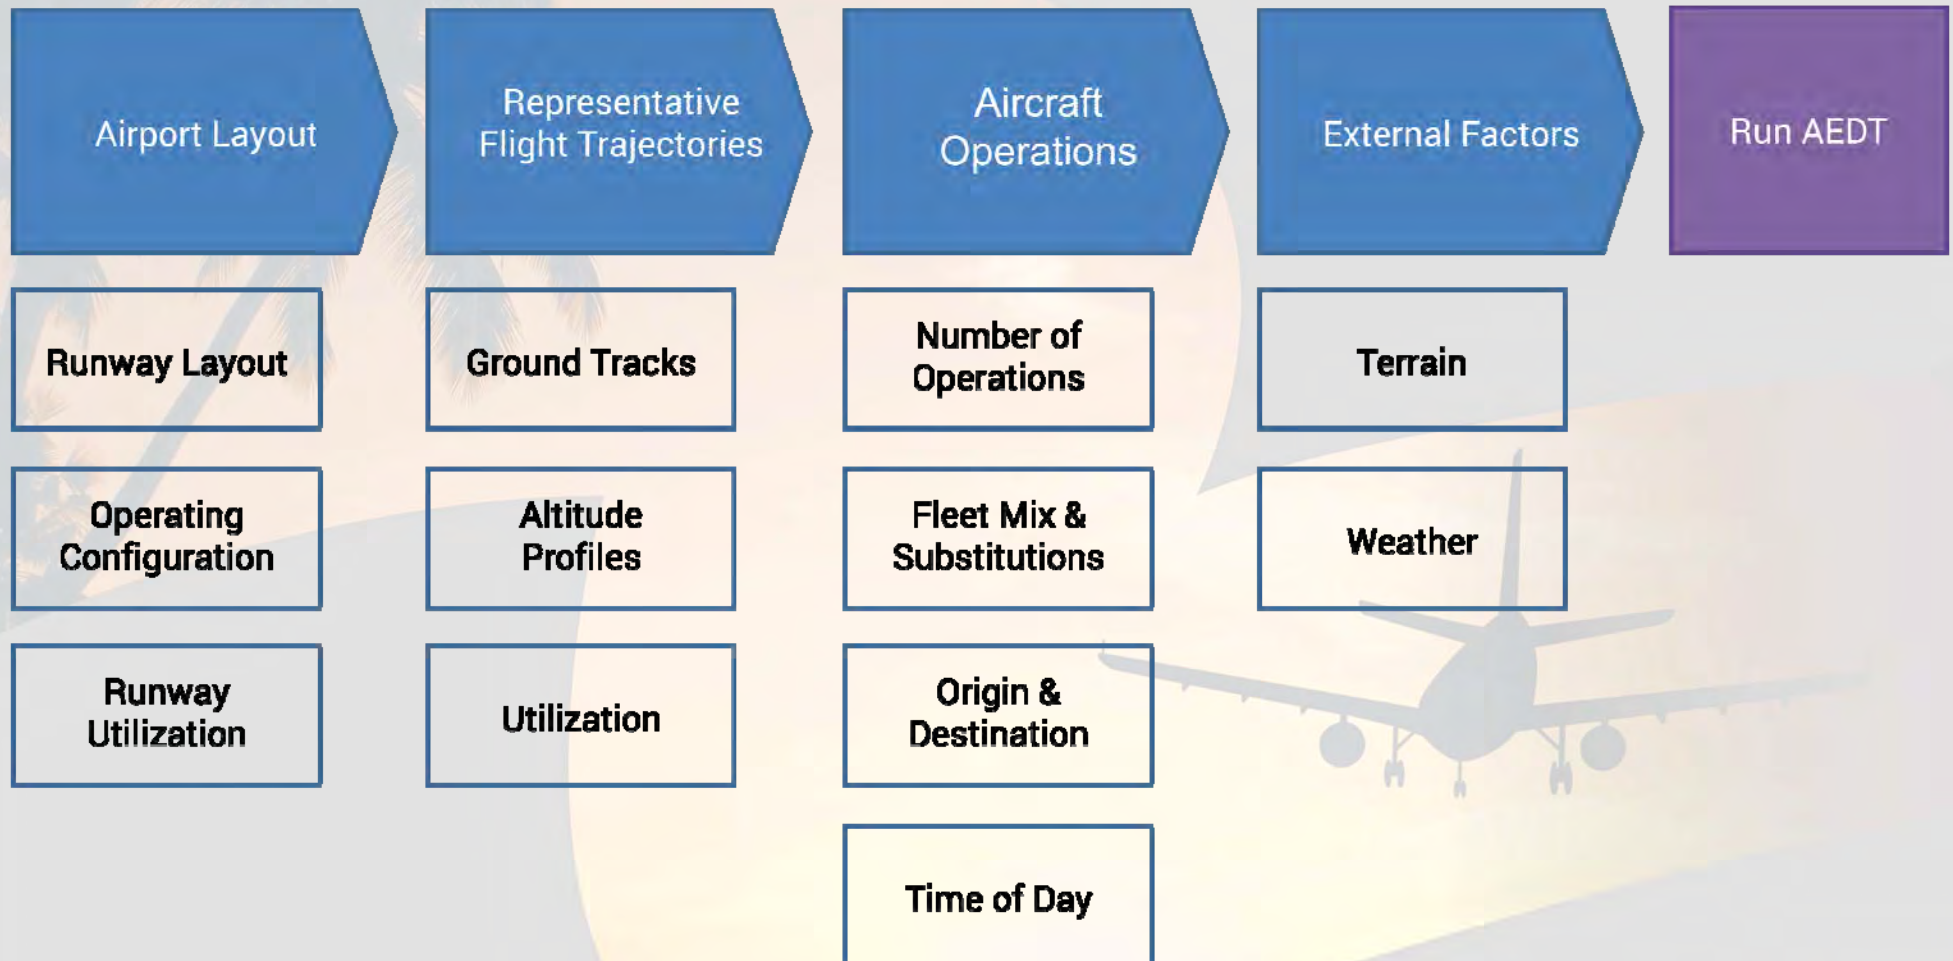 Airport Layout
Representative
Flight Trajectories
Aircraft
Operations
External Factors
Run AEDT
Runway Layout
Ground Tracks
Number of
Operations
Terrain
Operating
Configuration
Altitude
Profiles
Fleet Mix &
Substitutions
Weather
Runway
Utilization
Utilization
Origin &
Destination
Time of Day